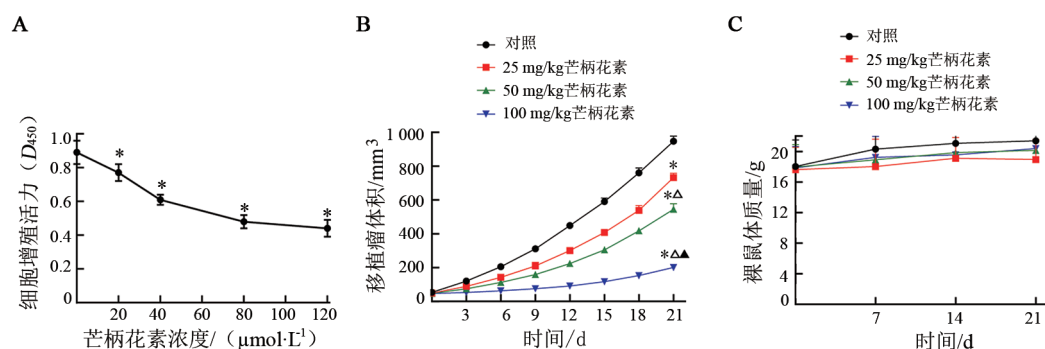 A
细胞增殖活力（D450）
1.0
0.8
0.6
0.4
0.2
0
20 40 60 80 100 120
芒柄花素浓度/（μmol·L-1）
*
*
*
*
B
对照
25 mg/kg芒柄花素
50 mg/kg芒柄花素
100 mg/kg芒柄花素
移植瘤体积/mm3
1 000
800
600
400
200
0
3 6 9 12 15 18 21
时间/d
*
*△
*△▲
C
对照
25 mg/kg芒柄花素
50 mg/kg芒柄花素
100 mg/kg芒柄花素
裸鼠体质量/g
20
16
12
8
4
0
7 14 21
时间/d